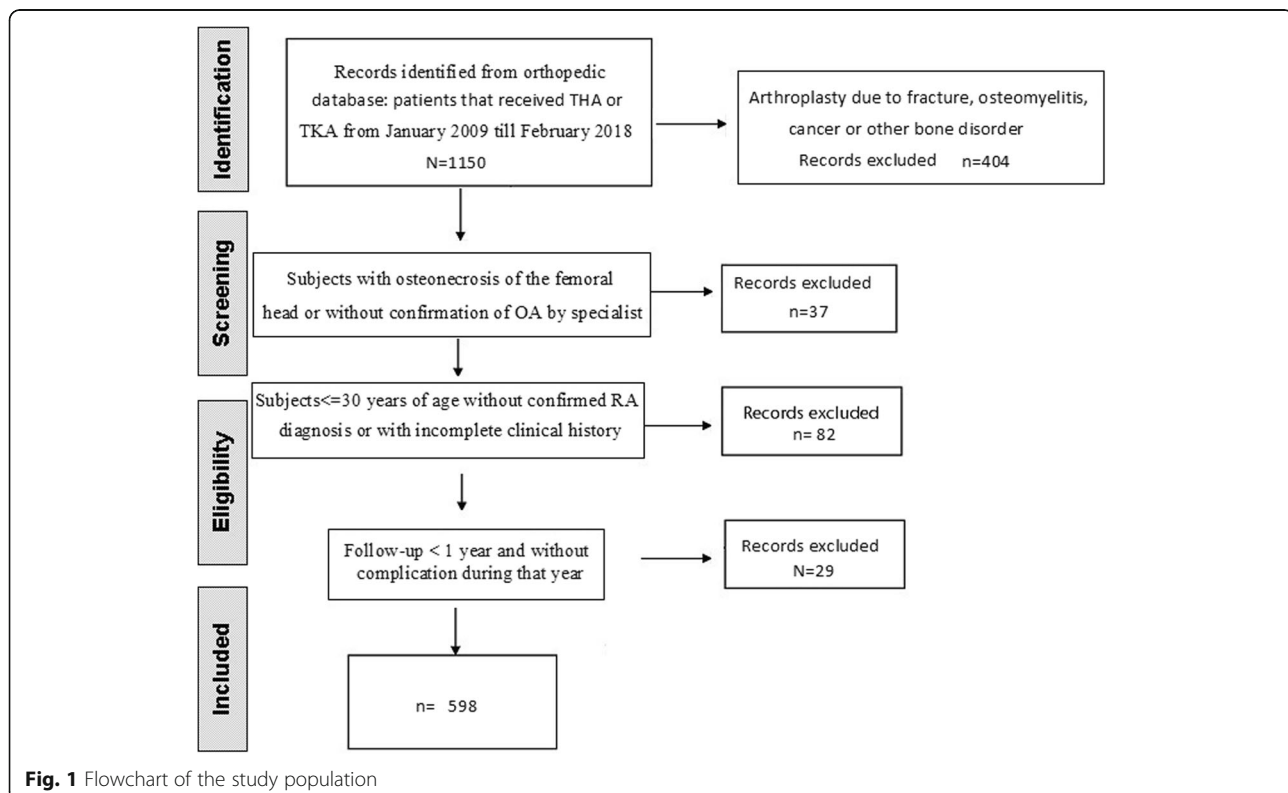 Identification
Records identified from orthopedic
database: patients that received THA or
TKA from January 2009 till February 2018
N=1150
Arthroplasty due to fracture, osteomyelitis,
cancer or other bone disorder
Records excluded n=404
Screening
Subjects with osteonecrosis of the femoral
head or without confirmation of OA by specialist
Records excluded
n=37
Eligibility
Subjects<=30 years of age without confirmed RA
diagnosis or with incomplete clinical history
Records excluded
n= 82
Follow-up < 1 year and without
complication during that year
Records excluded
N=29
Included
n= 598
Fig. 1 Flowchart of the study population